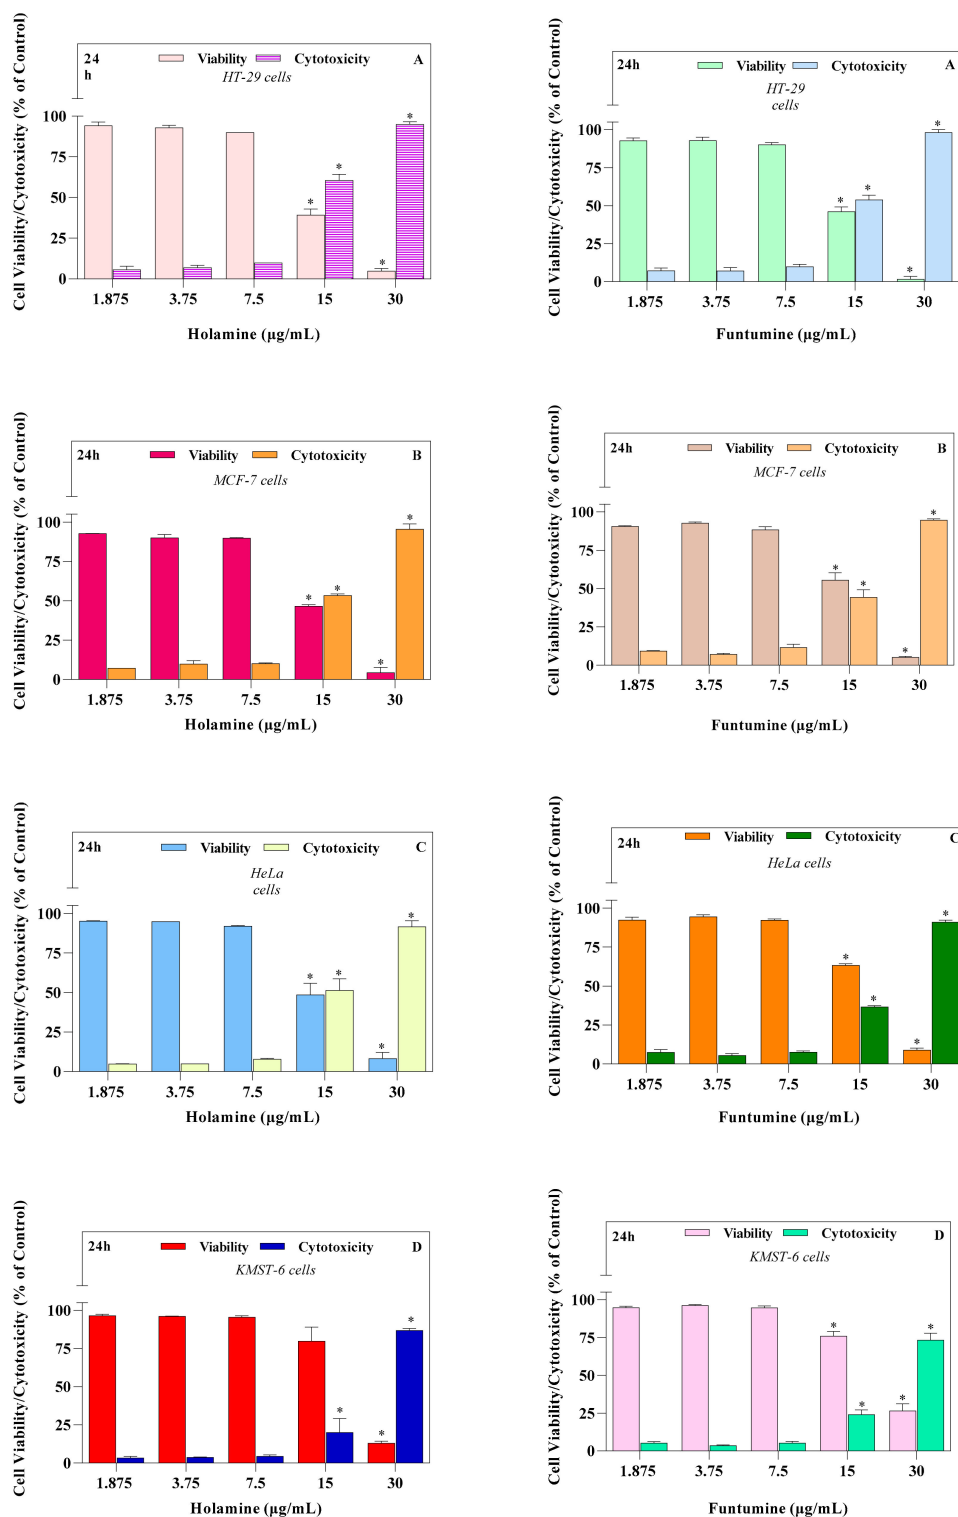 24
h
Viability Cytotoxicity
A
HT-29 cells
Cell Viability/Cytotoxicity (% of Control)
100
75
50
25
0
1.875 3.75 7.5 15 30
* * * *
Holamine (µg/mL)
24h
Viability Cytotoxicity
A
HT-29
cells
Cell Viability/Cytotoxicity (% of Control)
100
75
50
25
0
1.875 3.75 7.5 15 30
* * * *
Funtumine (µg/mL)
24h
Viability Cytotoxicity
B
MCF-7 cells
Cell Viability/Cytotoxicity (% of Control)
100
75
50
25
0
1.875 3.75 7.5 15 30
* * * *
Holamine (µg/mL)
24h
Viability Cytotoxicity
B
MCF-7 cells
Cell Viability/Cytotoxicity (% of Control)
100
75
50
25
0
1.875 3.75 7.5 15 30
* * * *
Funtumine (µg/mL)
24h
Viability Cytotoxicity
C
HeLa
cells
Cell Viability/Cytotoxicity (% of Control)
100
75
50
25
0
1.875 3.75 7.5 15 30
* * * *
Holamine (µg/mL)
24h
Viability Cytotoxicity
C
HeLa cells
Cell Viability/Cytotoxicity (% of Control)
100
75
50
25
0
1.875 3.75 7.5 15 30
* * * *
Funtumine (µg/mL)
24h
Viability Cytotoxicity
D
KMST-6 cells
Cell Viability/Cytotoxicity (% of Control)
100
75
50
25
0
1.875 3.75 7.5 15 30
* * *
Holamine (µg/mL)
24h
Viability Cytotoxicity
D
KMST-6 cells
Cell Viability/Cytotoxicity (% of Control)
100
75
50
25
0
1.875 3.75 7.5 15 30
* * * *
Funtumine (µg/mL)